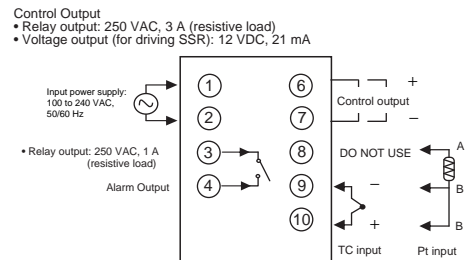 Control Output
• Relay output: 250 VAC, 3 A (resistive load)
• Voltage output (for driving SSR): 12 VDC, 21 mA
Input power supply:
100 to 240 VAC,
50/60 Hz
1
6
+
Control output
2
7
−
• Relay output: 250 VAC, 1 A
(resistive load)
3
8
DO NOT USE
A
Alarm Output
4
9
−
B
10
+
B
TC input
Pt input